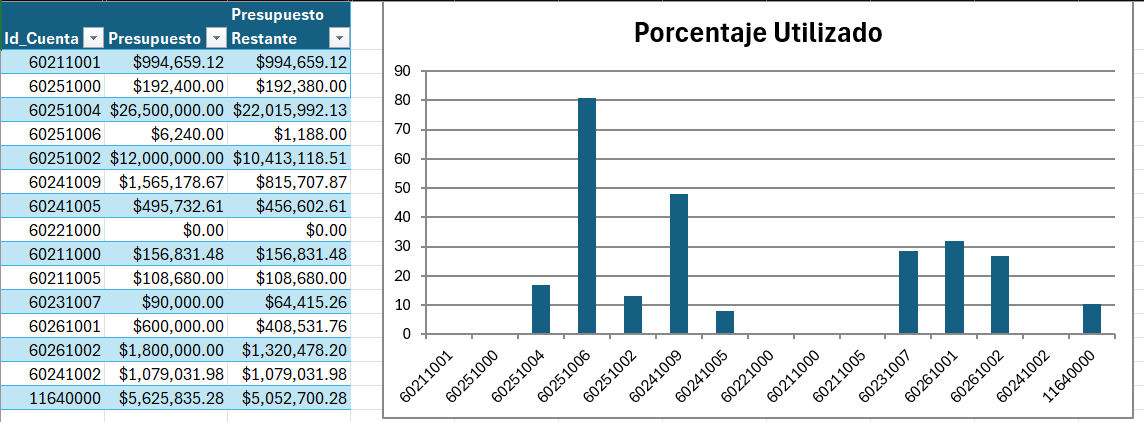 Id_Cuenta Presupuesto Presupuesto Restante
60211001 $994,659.12 $994,659.12
60251000 $192,400.00 $192,380.00
60251004 $26,500,000.00 $22,015,992.13
60251006 $6,240.00 $1,188.00
60251002 $12,000,000.00 $10,413,118.51
60241009 $1,565,178.67 $815,707.87
60241005 $495,732.61 $456,602.61
60221000 $0.00 $0.00
60211000 $156,831.48 $156,831.48
60211005 $108,680.00 $108,680.00
60231007 $90,000.00 $64,415.26
60261001 $600,000.00 $408,531.76
60261002 $1,800,000.00 $1,320,478.20
60241002 $1,079,031.98 $1,079,031.98
11640000 $5,625,835.28 $5,052,700.28
Porcentaje Utilizado
90
80
70
60
50
40
30
20
10
0
60211001
60251000
60251004
60251006
60251002
60241009
60241005
60221000
60211000
60211005
60231007
60261001
60261002
60241002
11640000